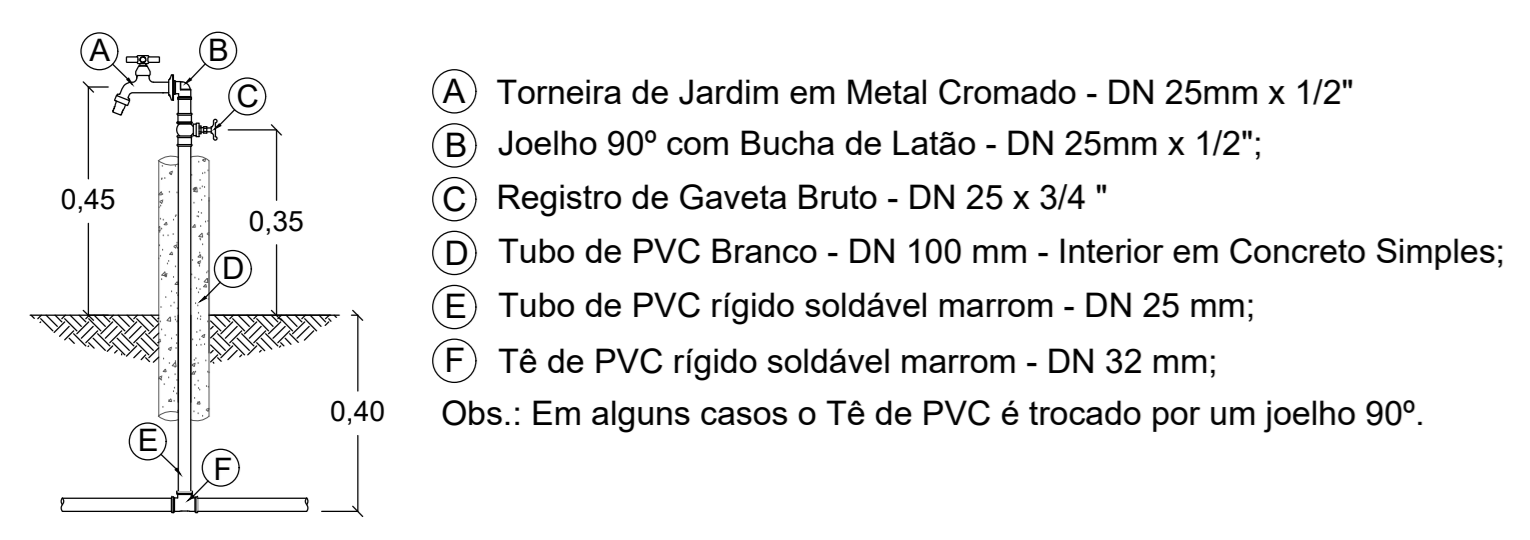 A
B
C
0,45
0,35
D
0,40
E
F
A Torneira de Jardim em Metal Cromado - DN 25mm x 1/2"
B Joelho 90º com Bucha de Latão - DN 25mm x 1/2";
C Registro de Gaveta Bruto - DN 25 x 3/4 "
D Tubo de PVC Branco - DN 100 mm - Interior em Concreto Simples;
E Tubo de PVC rígido soldável marrom - DN 25 mm;
F Tê de PVC rígido soldável marrom - DN 32 mm;
Obs.: Em alguns casos o Tê de PVC é trocado por um joelho 90º.